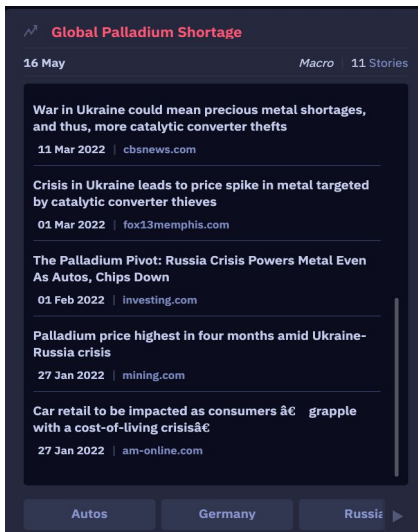 Global Palladium Shortage
16 May Macro | 11 Stories
War in Ukraine could mean precious metal shortages,
and thus, more catalytic converter thefts
11 Mar 2022 | cbsnews.com
Crisis in Ukraine leads to price spike in metal targeted
by catalytic converter thieves
01 Mar 2022 | fox13memphis.com
The Palladium Pivot: Russia Crisis Powers Metal Even
As Autos, Chips Down
01 Feb 2022 | investing.com
Palladium price highest in four months amid Ukraine-
Russia crisis
27 Jan 2022 | mining.com
Car retail to be impacted as consumers â€ grapple
with a cost-of-living crisisâ€
27 Jan 2022 | am-online.com
Autos Germany Russia